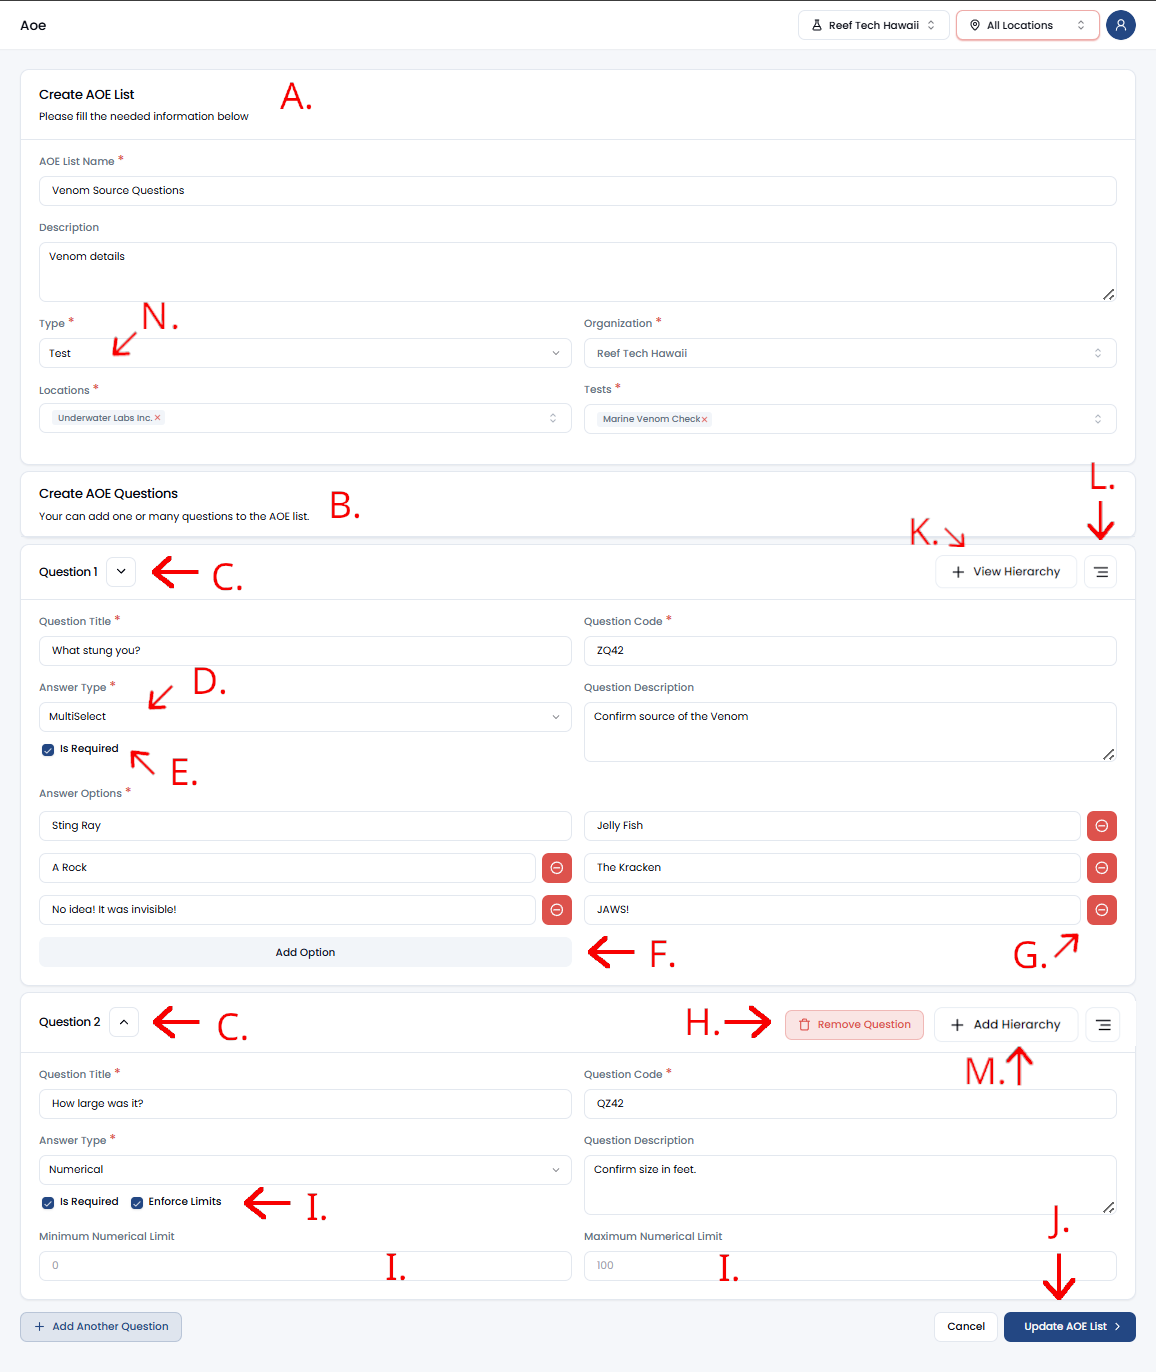 Aoe
Reef Tech Hawaii
All Locations
Create AOE List
A.
Please fill the needed information below
AOE List Name *
Venom Source Questions
Description
Venom details
N.
Type *
Organization *
Test
Reef Tech Hawaii
Locations *
Tests *
Underwater Labs Inc. ×
Marine Venom Check ×
L.
Create AOE Questions
B.
Your can add one or many questions to the AOE list.
K.
Question 1
C.
+ View Hierarchy
Question Title *
Question Code *
What stung you?
ZQ42
D.
Answer Type *
Question Description
MultiSelect
Confirm source of the Venom
Is Required
E.
Answer Options *
Sting Ray
Jelly Fish
A Rock
The Kracken
No idea! It was invisible!
JAWS!
Add Option
F.
G.
Question 2
C.
H.
Remove Question
+ Add Hierarchy
M.
Question Title *
Question Code *
How large was it?
QZ42
Answer Type *
Question Description
Numerical
Confirm size in feet.
Is Required
Enforce Limits
I.
J.
Minimum Numerical Limit
Maximum Numerical Limit
0
I.
100
I.
+ Add Another Question
Cancel
Update AOE List >